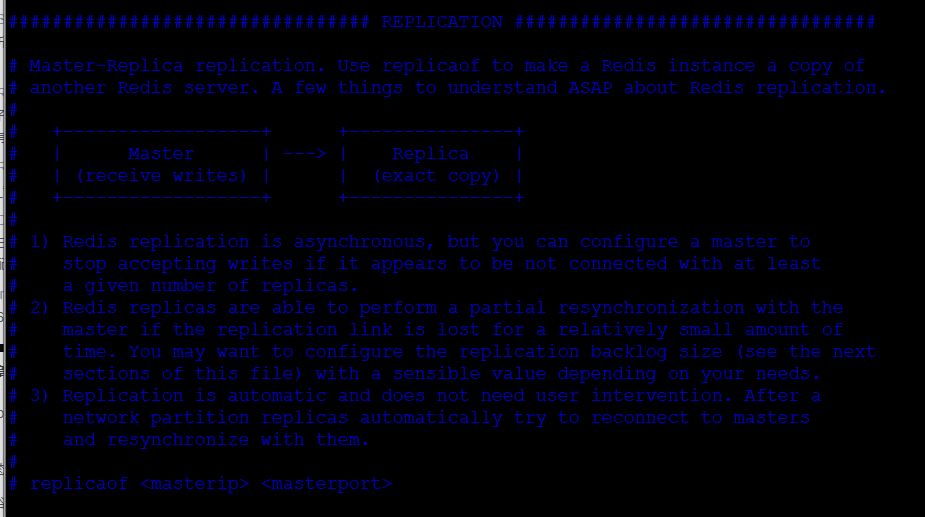 ################################# REPLICATION #################################

# Master-Replica replication. Use replicaof to make a Redis instance a copy of
# another Redis server. A few things to understand ASAP about Redis replication.
#
#   +------------------+      +---------------+
#   |      Master      | ---> |    Replica    |
#   | (receive writes) |      |  (exact copy) |
#   +------------------+      +---------------+
#
# 1) Redis replication is asynchronous, but you can configure a master to
#    stop accepting writes if it appears to be not connected with at least
#    a given number of replicas.
# 2) Redis replicas are able to perform a partial resynchronization with the
#    master if the replication link is lost for a relatively small amount of
#    time. You may want to configure the replication backlog size (see the next
#    sections of this file) with a sensible value depending on your needs.
# 3) Replication is automatic and does not need user intervention. After a
#    network partition replicas automatically try to reconnect to masters
#    and resynchronize with them.
#
# replicaof <masterip> <masterport>